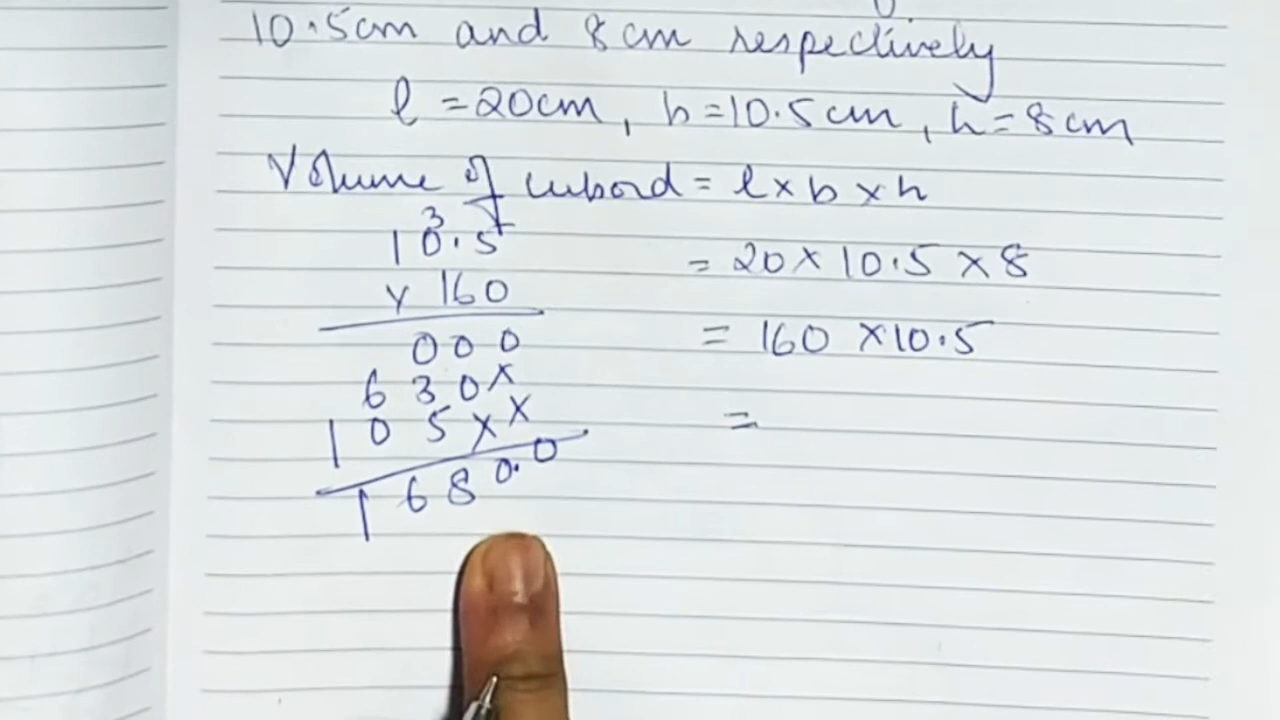 10.5cm and 8cm respectively
l = 20cm, b = 10.5cm, h = 8cm
Volume of cuboid = l × b × h
= 20 × 10.5 × 8
= 160 × 10.5
=
3
10.5
× 160
000
630×
105××
1680.0